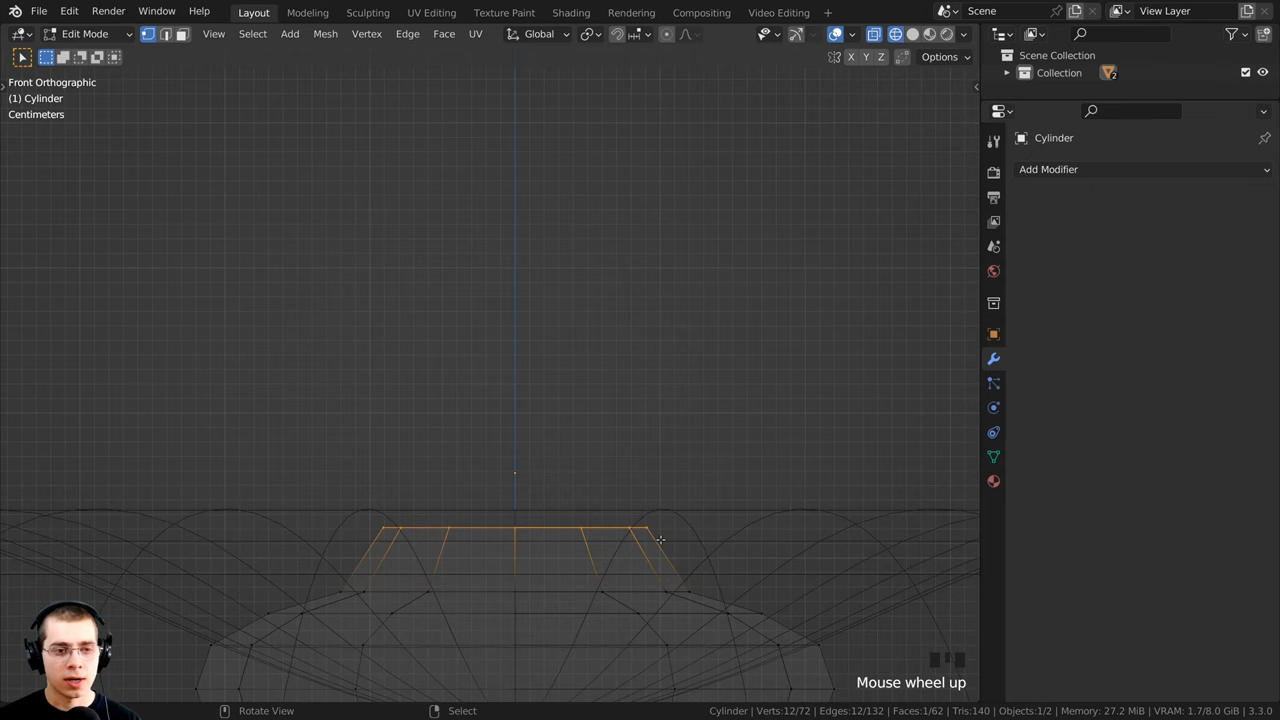 File Edit Render Window Help Layout Modeling Sculpting UV Editing Texture Paint Shading Rendering Compositing Video Editing + Scene View Layer
Edit Mode View Select Add Mesh Vertex Edge Face UV Global
X Y Z Options
Front Orthographic
(1) Cylinder
Centimeters
Scene Collection
Collection 2
Cylinder
Add Modifier
Mouse wheel up
Rotate View Select Cylinder | Verts:12/72 | Edges:12/132 | Faces:1/62 | Tris:140 | Objects:1/2 | Memory: 27.2 MiB | VRAM: 1.7/8.0 GiB | 3.3.0